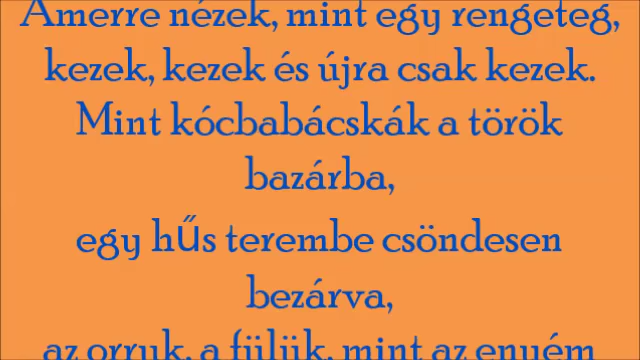 Amerre nézek, mint egy rengeteg,
kezek, kezek és újra csak kezek.
Mint kócbabácskák a török
bazárba,
egy hűs terembe csöndesen
bezárva,
az orruk, a fülük, mint az enyém